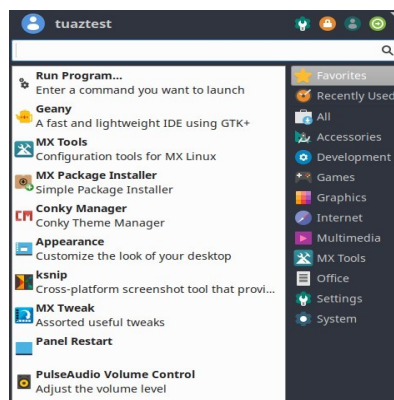 tuaztest
Run Program...
Enter a command you want to launch
Geany
A fast and lightweight IDE using GTK+
MX Tools
Configuration tools for MX Linux
MX Package Installer
Simple Package Installer
Conky Manager
Conky Theme Manager
Appearance
Customize the look of your desktop
ksnip
Cross-platform screenshot tool that provi...
MX Tweak
Assorted useful tweaks
Panel Restart
PulseAudio Volume Control
Adjust the volume level
Favorites
Recently Used
All
Accessories
Development
Games
Graphics
Internet
Multimedia
MX Tools
Office
Settings
System